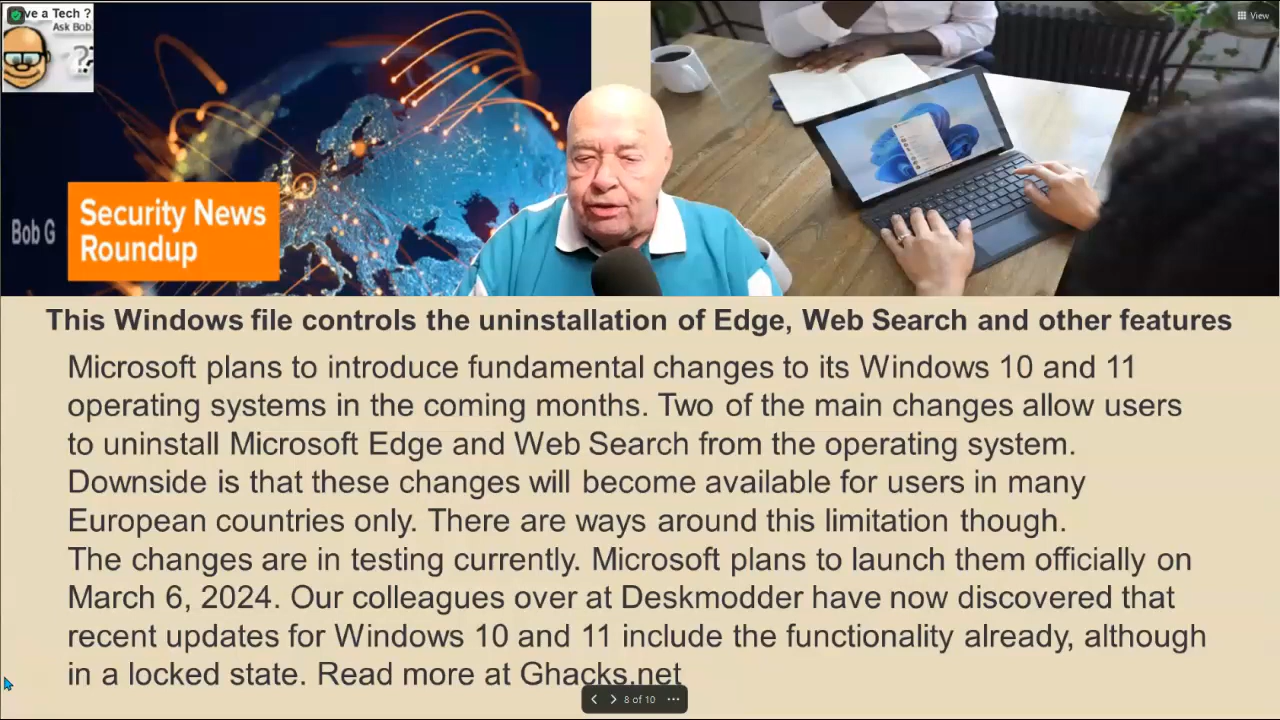 ve a Tech ?
Ask Bob.
??
View
Bob G
Security News
Roundup
This Windows file controls the uninstallation of Edge, Web Search and other features
Microsoft plans to introduce fundamental changes to its Windows 10 and 11
operating systems in the coming months. Two of the main changes allow users
to uninstall Microsoft Edge and Web Search from the operating system.
Downside is that these changes will become available for users in many
European countries only. There are ways around this limitation though.
The changes are in testing currently. Microsoft plans to launch them officially on
March 6, 2024. Our colleagues over at Deskmodder have now discovered that
recent updates for Windows 10 and 11 include the functionality already, although
in a locked state. Read more at Ghacks.net
8 of 10